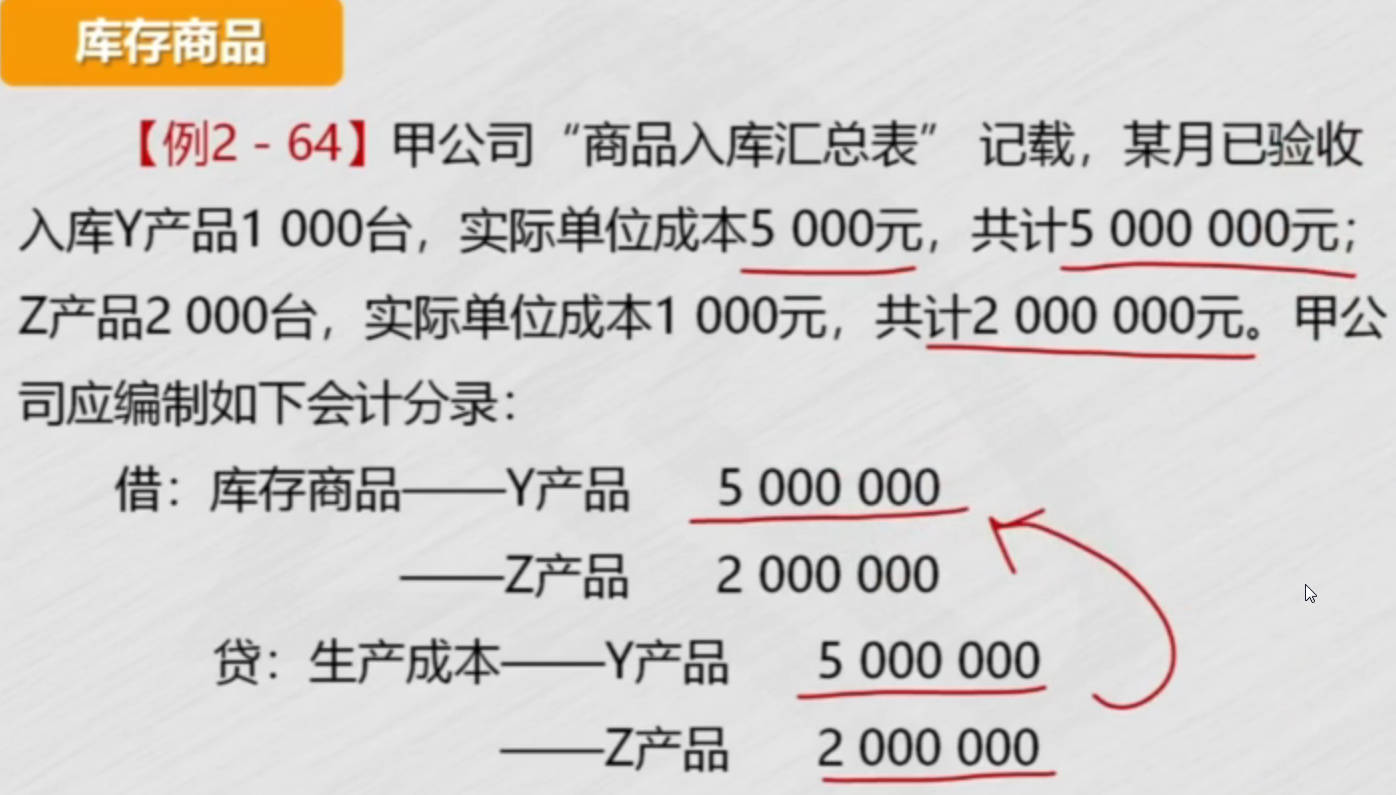 库存商品
【例2 - 64】甲公司“商品入库汇总表” 记载，某月已验收
入库Y产品1 000台，实际单位成本5 000元，共计5 000 000元；
Z产品2 000台，实际单位成本1 000元，共计2 000 000元。甲公
司应编制如下会计分录：
借：库存商品——Y产品 5 000 000
——Z产品 2 000 000
贷：生产成本——Y产品 5 000 000
——Z产品 2 000 000